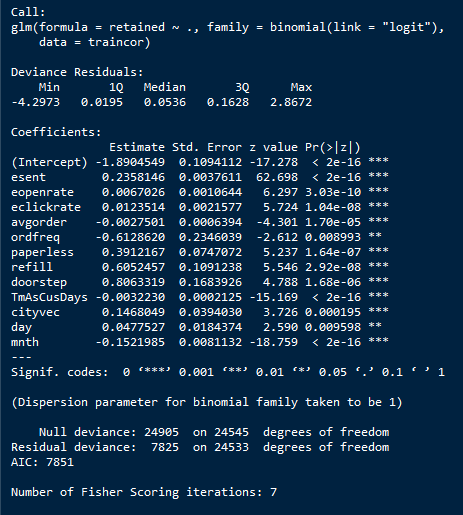 Call:
glm(formula = retained ~ ., family = binomial(link = "logit"),
    data = traincor)
Deviance Residuals:
    Min       1Q   Median       3Q      Max
-4.2973   0.0195   0.0536   0.1628   2.8672
Coefficients:
              Estimate Std. Error z value Pr(>|z|)
(Intercept) -1.8904549  0.1094112 -17.278  < 2e-16 ***
esent        0.2358146  0.0037611  62.698  < 2e-16 ***
eopenrate    0.0067026  0.0010644   6.297 3.03e-10 ***
eclickrate   0.0123514  0.0021577   5.724 1.04e-08 ***
avgorder    -0.0027501  0.0006394  -4.301 1.70e-05 ***
ordfreq     -0.6128620  0.2346039  -2.612 0.008993 **
paperless    0.3912167  0.0747072   5.237 1.64e-07 ***
refill       0.6052457  0.1091238   5.546 2.92e-08 ***
doorstep     0.8063319  0.1683926   4.788 1.68e-06 ***
TmAsCusDays -0.0032230  0.0002125 -15.169  < 2e-16 ***
cityvec      0.1468049  0.0394030   3.726 0.000195 ***
day          0.0477527  0.0184374   2.590 0.009598 **
mnth        -0.1521985  0.0081132 -18.759  < 2e-16 ***
---
Signif. codes:  0 ‘***’ 0.001 ‘**’ 0.01 ‘*’ 0.05 ‘.’ 0.1 ‘ ’ 1
(Dispersion parameter for binomial family taken to be 1)
    Null deviance: 24905  on 24545  degrees of freedom
Residual deviance:  7825  on 24533  degrees of freedom
AIC: 7851
Number of Fisher Scoring iterations: 7